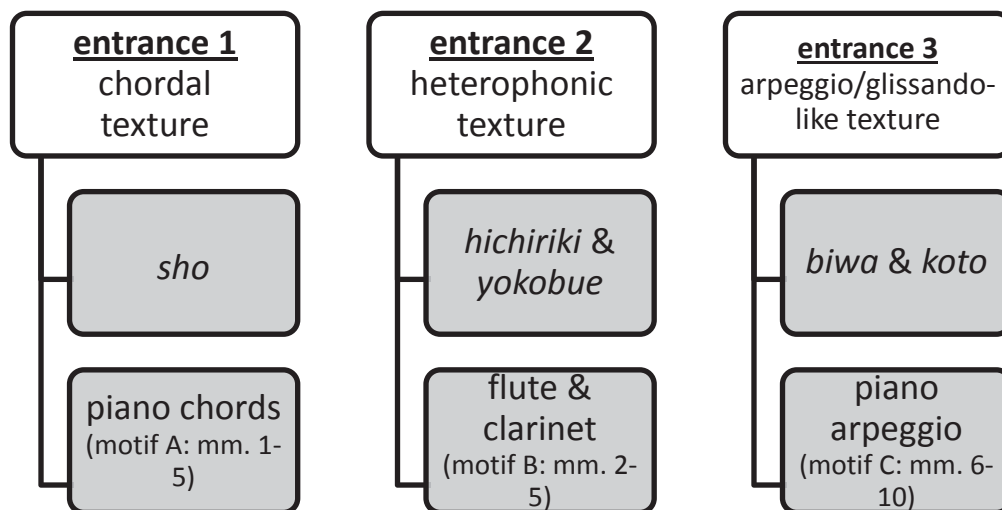 entrance 1
chordal
texture
sho
piano chords
(motif A: mm. 1-
5)
entrance 2
heterophonic
texture
hichiriki &
yokobue
flute &
clarinet
(motif B: mm. 2-
5)
entrance 3
arpeggio/glissando-
like texture
biwa & koto
piano
arpeggio
(motif C: mm. 6-
10)